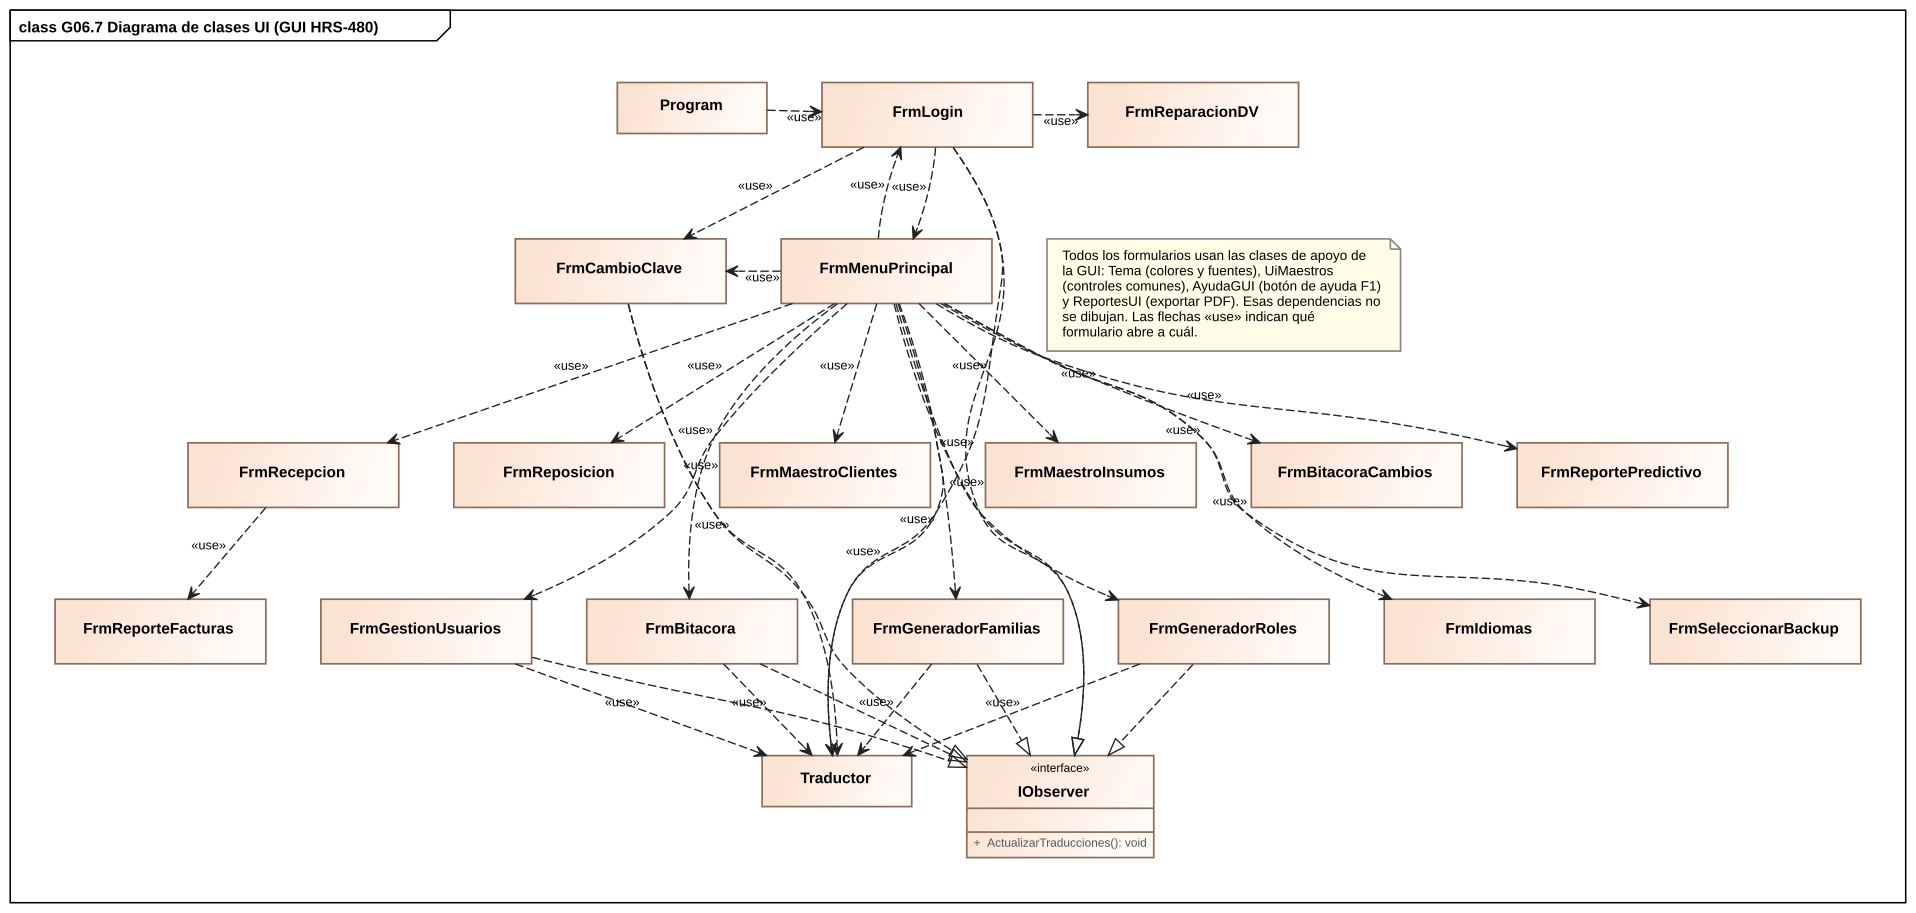 class G06.7 Diagrama de clases UI (GUI HRS-480)
Program
FrmLogin
FrmReparacionDV
«use»
«use»
«use»
«use»
«use»
FrmCambioClave
FrmMenuPrincipal
«use»
Todos los formularios usan las clases de apoyo de
la GUI: Tema (colores y fuentes), UiMaestros
(controles comunes), AyudaGUI (botón de ayuda F1)
y ReportesUI (exportar PDF). Esas dependencias no
se dibujan. Las flechas «use» indican qué
formulario abre a cuál.
«use»
«use»
«use»
«use»
«use»
«use»
«use»
«use»
«use»
FrmRecepcion
FrmReposicion
FrmMaestroClientes
FrmMaestroInsumos
FrmBitacoraCambios
FrmReportePredictivo
«use»
«use»
«use»
«use»
«use»
«use»
«use»
FrmReporteFacturas
FrmGestionUsuarios
FrmBitacora
FrmGeneradorFamilias
FrmGeneradorRoles
FrmIdiomas
FrmSeleccionarBackup
«use»
«use»
«use»
«use»
Traductor
«interface»
IObserver
+ ActualizarTraducciones(): void